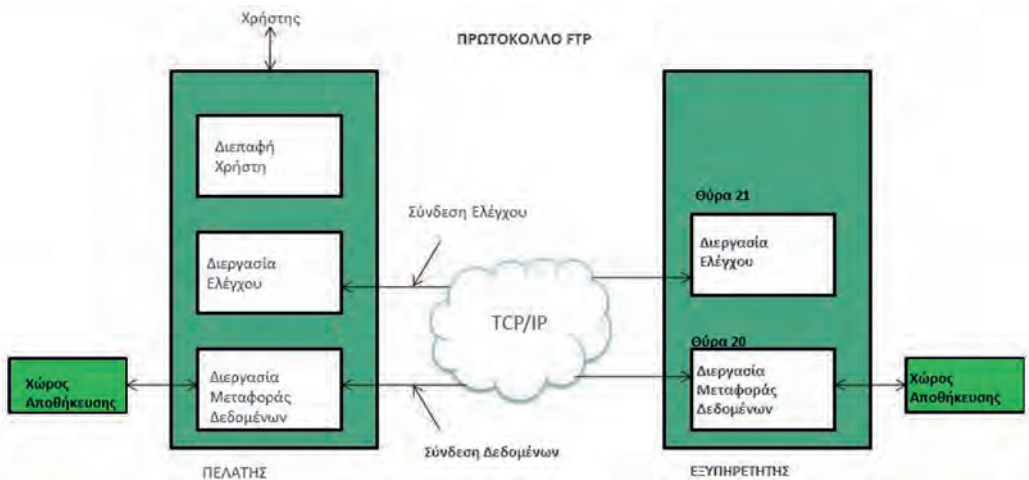 Χρήστης
ΠΡΩΤΟΚΟΛΛΟ FTP
Διεπαφή
Χρήστη
Θύρα 21
Σύνδεση Ελέγχου
Διεργασία
Ελέγχου
Διεργασία
Ελέγχου
TCP/IP
Θύρα 20
Χώρος
Αποθήκευσης
Διεργασία
Μεταφοράς
Δεδομένων
Διεργασία
Μεταφοράς
Δεδομένων
Χώρος
Αποθήκευσης
Σύνδεση Δεδομένων
ΠΕΛΑΤΗΣ
ΕΞΥΠΗΡΕΤΗΤΗΣ